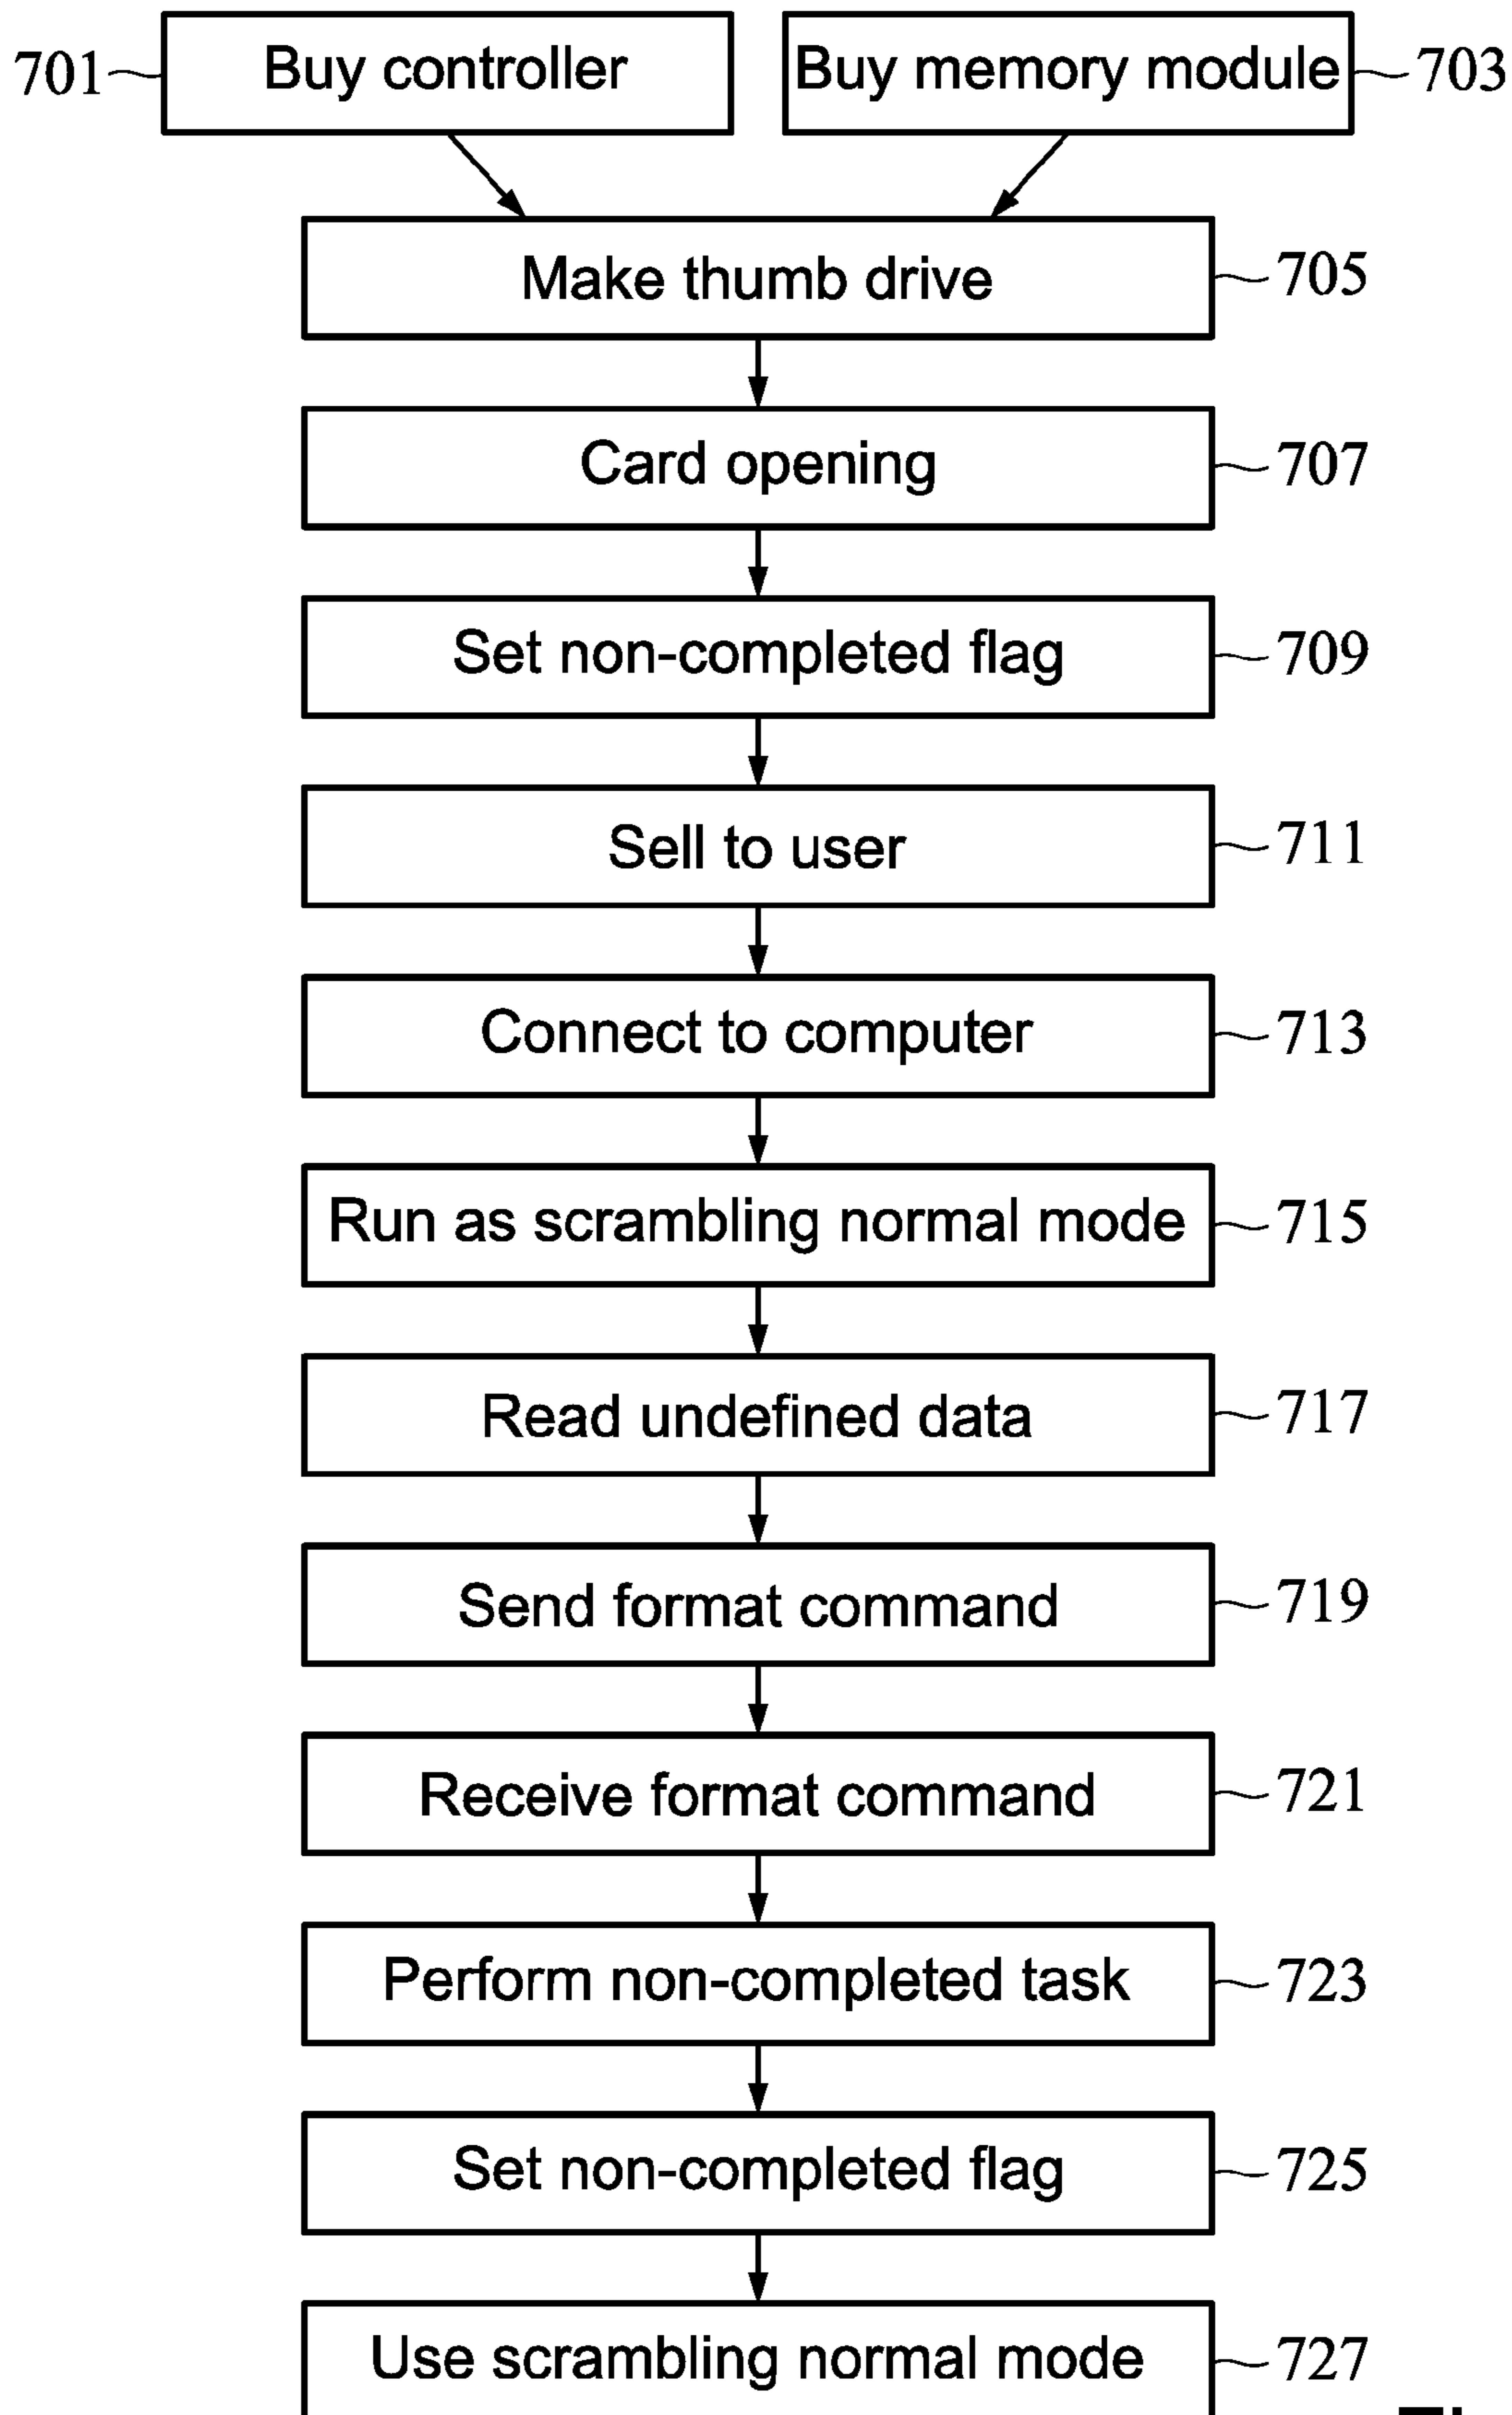 701 Buy controller Buy memory module 703
Make thumb drive 705
Card opening 707
Set non-completed flag 709
Sell to user 711
Connect to computer 713
Run as scrambling normal mode 715
Read undefined data 717
Send format command 719
Receive format command 721
Perform non-completed task 723
Set non-completed flag 725
Use scrambling normal mode 727